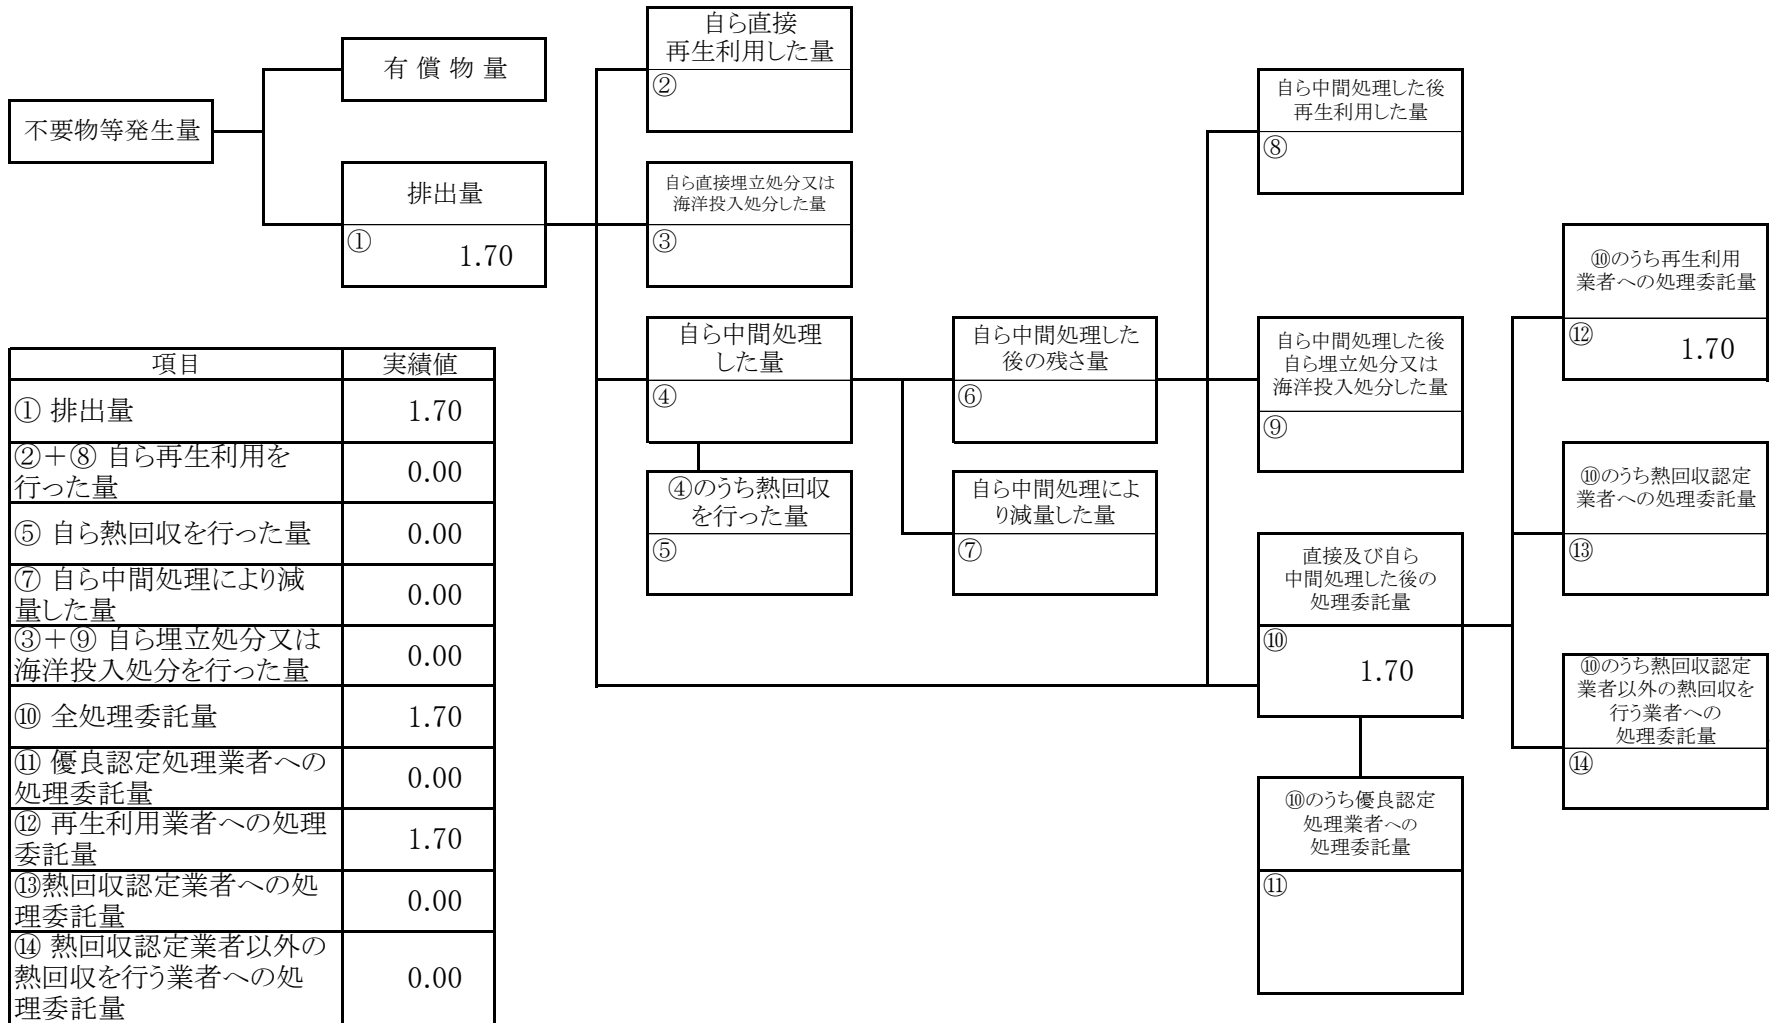 不要物等発生量
有 償 物 量
排出量
①
1.70
自ら直接
再生利用した量
②
自ら直接埋立処分又は
海洋投入処分した量
③
自ら中間処理
した量
④
④のうち熱回収
を行った量
⑤
自ら中間処理した
後の残さ量
⑥
自ら中間処理によ
り減量した量
⑦
自ら中間処理した後
再生利用した量
⑧
自ら中間処理した後
自ら埋立処分又は
海洋投入処分した量
⑨
直接及び自ら
中間処理した後の
処理委託量
⑩
1.70
⑩のうち優良認定
処理業者への
処理委託量
⑪
⑩のうち再生利用
業者への処理委託量
⑫
1.70
⑩のうち熱回収認定
業者への処理委託量
⑬
⑩のうち熱回収認定
業者以外の熱回収を
行う業者への
処理委託量
⑭
項目 実績値
① 排出量 1.70
②+⑧ 自ら再生利用を
行った量 0.00
⑤ 自ら熱回収を行った量 0.00
⑦ 自ら中間処理により減
量した量 0.00
③+⑨ 自ら埋立処分又は
海洋投入処分を行った量 0.00
⑩ 全処理委託量 1.70
⑪ 優良認定処理業者への
処理委託量 0.00
⑫ 再生利用業者への処理
委託量 1.70
⑬熱回収認定業者への処
理委託量 0.00
⑭ 熱回収認定業者以外の
熱回収を行う業者への処
理委託量 0.00